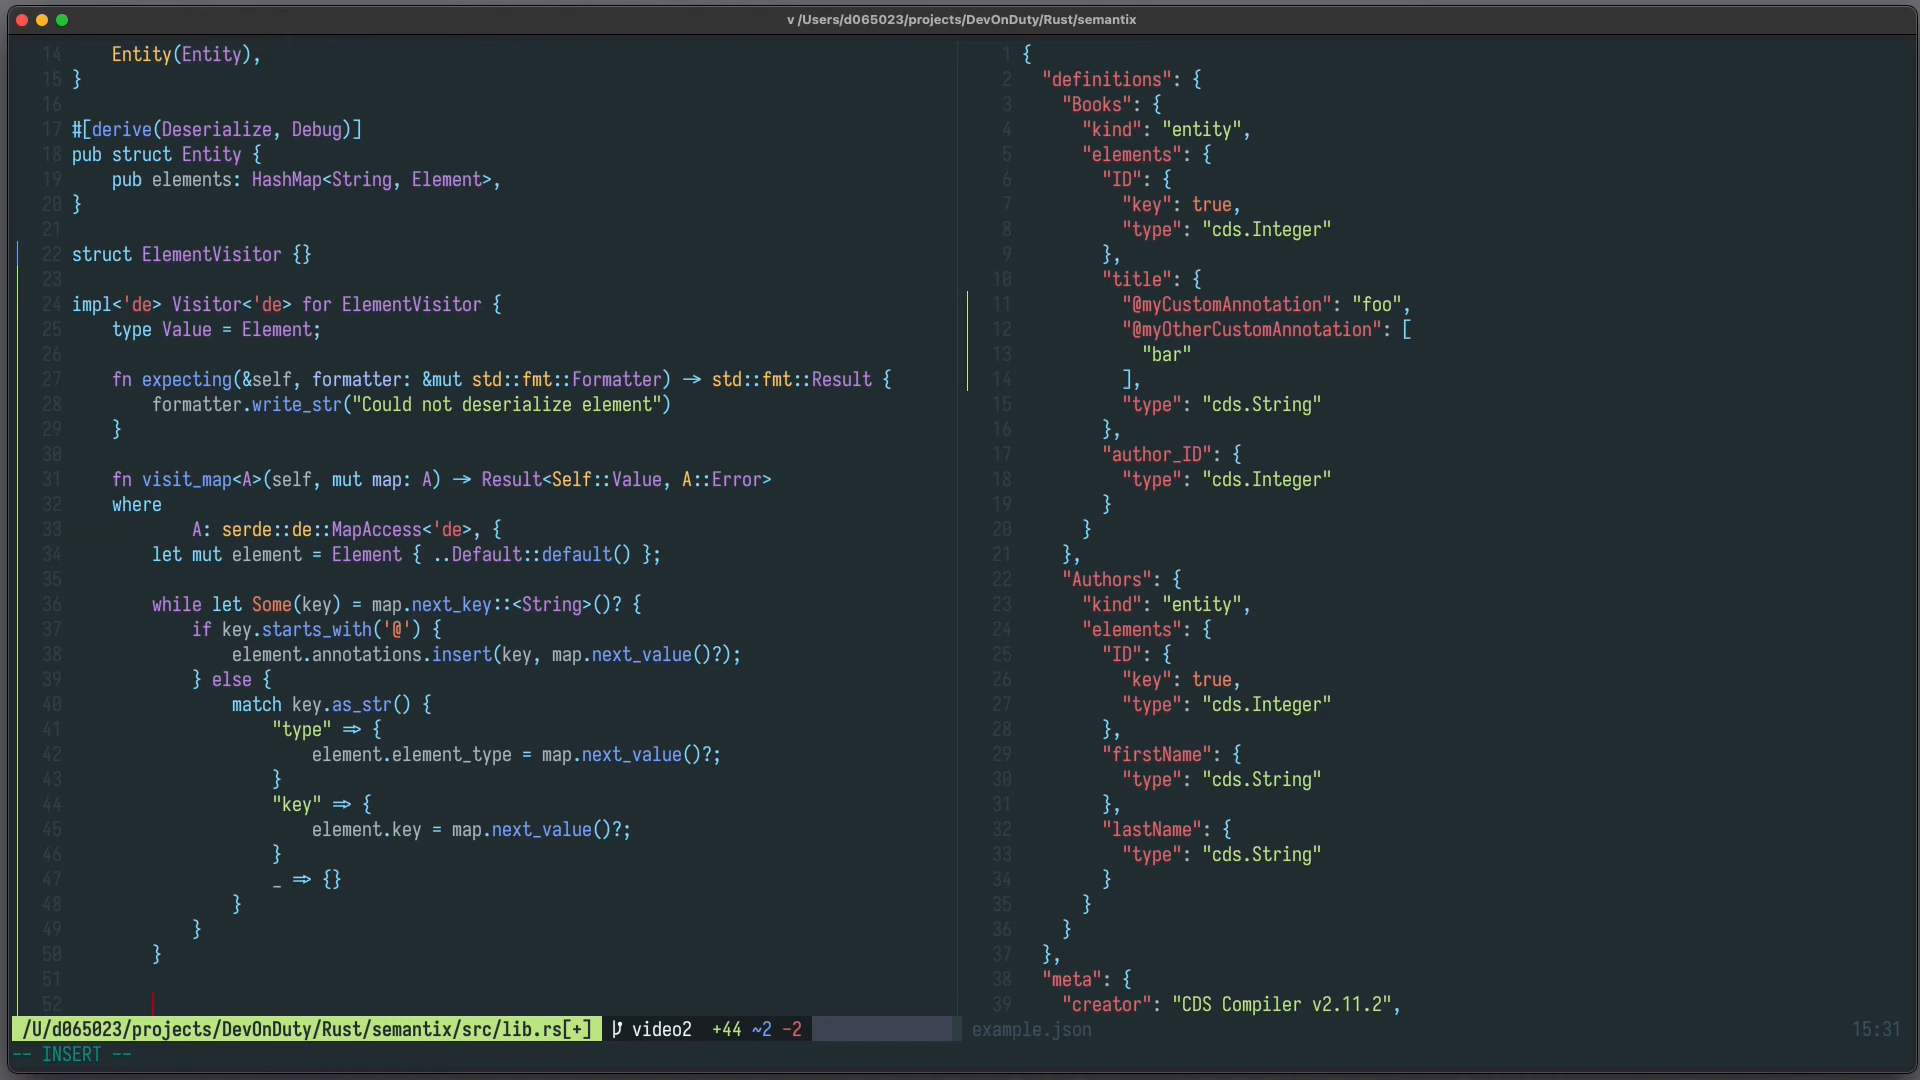 v /Users/d065023/projects/DevOnDuty/Rust/semantix
14     Entity(Entity),
15 }
16
17 #[derive(Deserialize, Debug)]
18 pub struct Entity {
19     pub elements: HashMap<String, Element>,
20 }
21
22 struct ElementVisitor {}
23
24 impl<'de> Visitor<'de> for ElementVisitor {
25     type Value = Element;
26
27     fn expecting(&self, formatter: &mut std::fmt::Formatter) -> std::fmt::Result {
28         formatter.write_str("Could not deserialize element")
29     }
30
31     fn visit_map<A>(self, mut map: A) -> Result<Self::Value, A::Error>
32     where
33             A: serde::de::MapAccess<'de>, {
34         let mut element = Element { ..Default::default() };
35
36         while let Some(key) = map.next_key::<String>()? {
37             if key.starts_with('@') {
38                 element.annotations.insert(key, map.next_value()?);
39             } else {
40                 match key.as_str() {
41                     "type" => {
42                         element.element_type = map.next_value()?;
43                     }
44                     "key" => {
45                         element.key = map.next_value()?;
46                     }
47                     _ => {}
48                 }
49             }
50         }
51
52
/U/d065023/projects/DevOnDuty/Rust/semantix/src/lib.rs[+] video2 +44 ~2 -2
-- INSERT --
1 {
2   "definitions": {
3     "Books": {
4       "kind": "entity",
5       "elements": {
6         "ID": {
7           "key": true,
8           "type": "cds.Integer"
9         },
10         "title": {
11           "@myCustomAnnotation": "foo",
12           "@myOtherCustomAnnotation": [
13             "bar"
14           ],
15           "type": "cds.String"
16         },
17         "author_ID": {
18           "type": "cds.Integer"
19         }
20       }
21     },
22     "Authors": {
23       "kind": "entity",
24       "elements": {
25         "ID": {
26           "key": true,
27           "type": "cds.Integer"
28         },
29         "firstName": {
30           "type": "cds.String"
31         },
32         "lastName": {
33           "type": "cds.String"
34         }
35       }
36     }
37   },
38   "meta": {
39     "creator": "CDS Compiler v2.11.2",
example.json 15:31